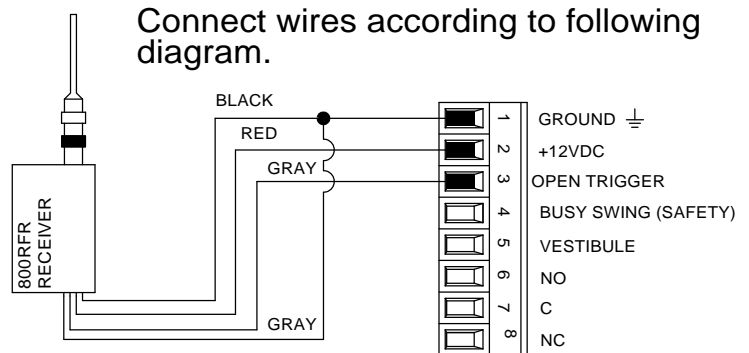 Connect wires according to following
diagram.
BLACK
RED
GRAY
GRAY
800RFR
RECEIVER
1 GROUND
2 +12VDC
3 OPEN TRIGGER
4 BUSY SWING (SAFETY)
5 VESTIBULE
6 NO
7 C
8 NC